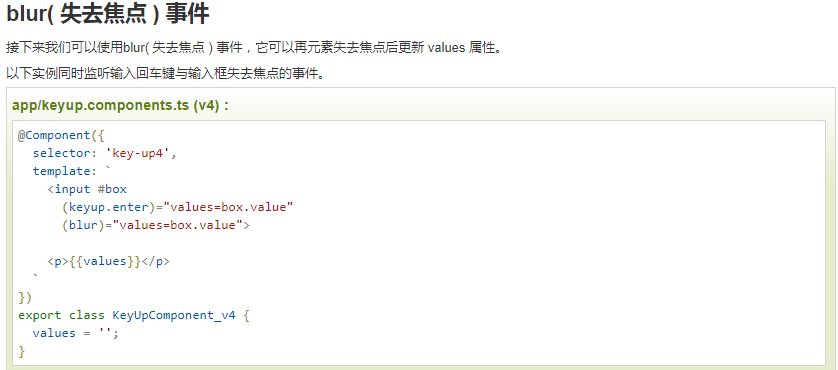 blur( 失去焦点 ) 事件
接下来我们可以使用blur( 失去焦点 ) 事件，它可以再元素失去焦点后更新 values 属性。
以下实例同时监听输入回车键与输入框失去焦点的事件。
app/keyup.components.ts (v4)：
@Component({
  selector: 'key-up4',
  template: `
    <input #box
      (keyup.enter)="values=box.value"
      (blur)="values=box.value">

    <p>{{values}}</p>
  `
})
export class KeyUpComponent_v4 {
  values = '';
}